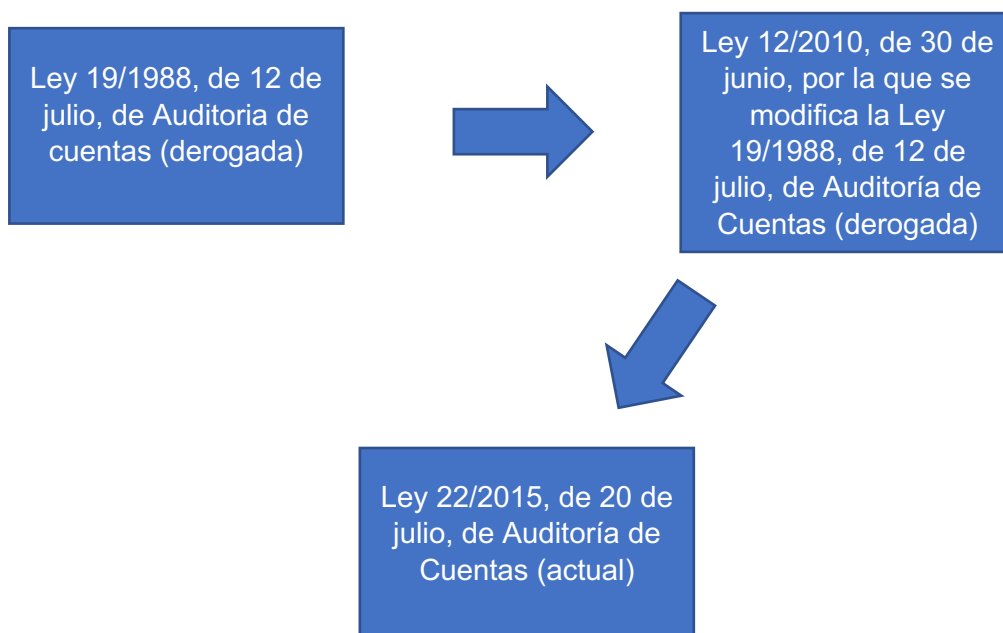 Ley 19/1988, de 12 de
julio, de Auditoria de
cuentas (derogada)
Ley 12/2010, de 30 de
junio, por la que se
modifica la Ley
19/1988, de 12 de
julio, de Auditoría de
Cuentas (derogada)
Ley 22/2015, de 20 de
julio, de Auditoría de
Cuentas (actual)